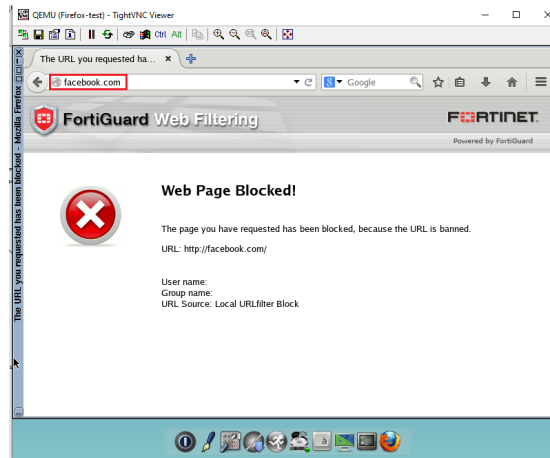 QEMU (Firefox-test) - TightVNC Viewer
Ctrl Alt
The URL you requested has been blocked - Mozilla Firefox
The URL you requested ha...
facebook.com
Google
FortiGuard Web Filtering
FORTINET.
Powered by FortiGuard
Web Page Blocked!
The page you have requested has been blocked, because the URL is banned.
URL: http://facebook.com/
User name:
Group name:
URL Source: Local URLfilter Block